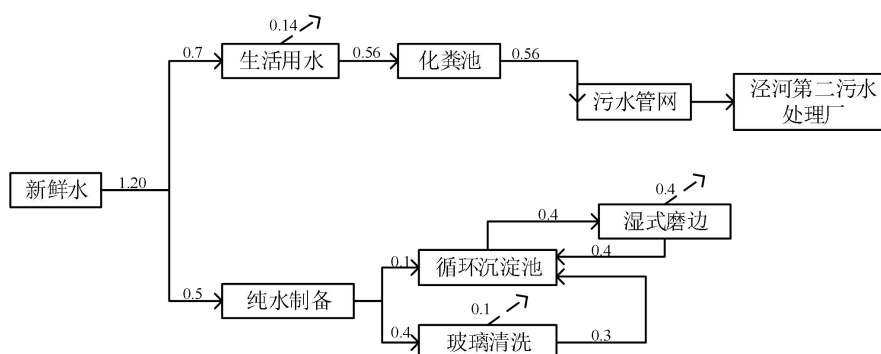 0.14
0.7
生活用水
0.56
化粪池
0.56
污水管网
泾河第二污水
处理厂
新鲜水
1.20
0.4
0.4
湿式磨边
0.4
0.1
循环沉淀池
0.5
纯水制备
0.1
0.4
玻璃清洗
0.3